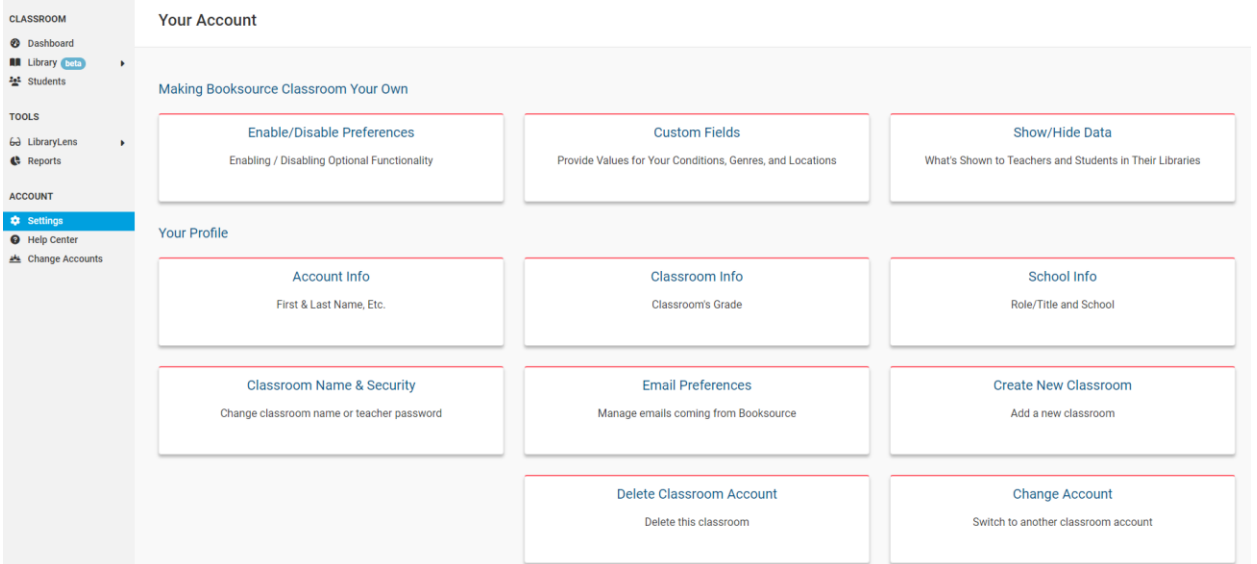 CLASSROOM
Dashboard
Library beta
Students
TOOLS
LibraryLens
Reports
ACCOUNT
Settings
Help Center
Change Accounts
Your Account
Making Booksource Classroom Your Own
Enable/Disable Preferences
Enabling / Disabling Optional Functionality
Custom Fields
Provide Values for Your Conditions, Genres, and Locations
Show/Hide Data
What's Shown to Teachers and Students in Their Libraries
Your Profile
Account Info
First & Last Name, Etc.
Classroom Info
Classroom's Grade
School Info
Role/Title and School
Classroom Name & Security
Change classroom name or teacher password
Email Preferences
Manage emails coming from Booksource
Create New Classroom
Add a new classroom
Delete Classroom Account
Delete this classroom
Change Account
Switch to another classroom account